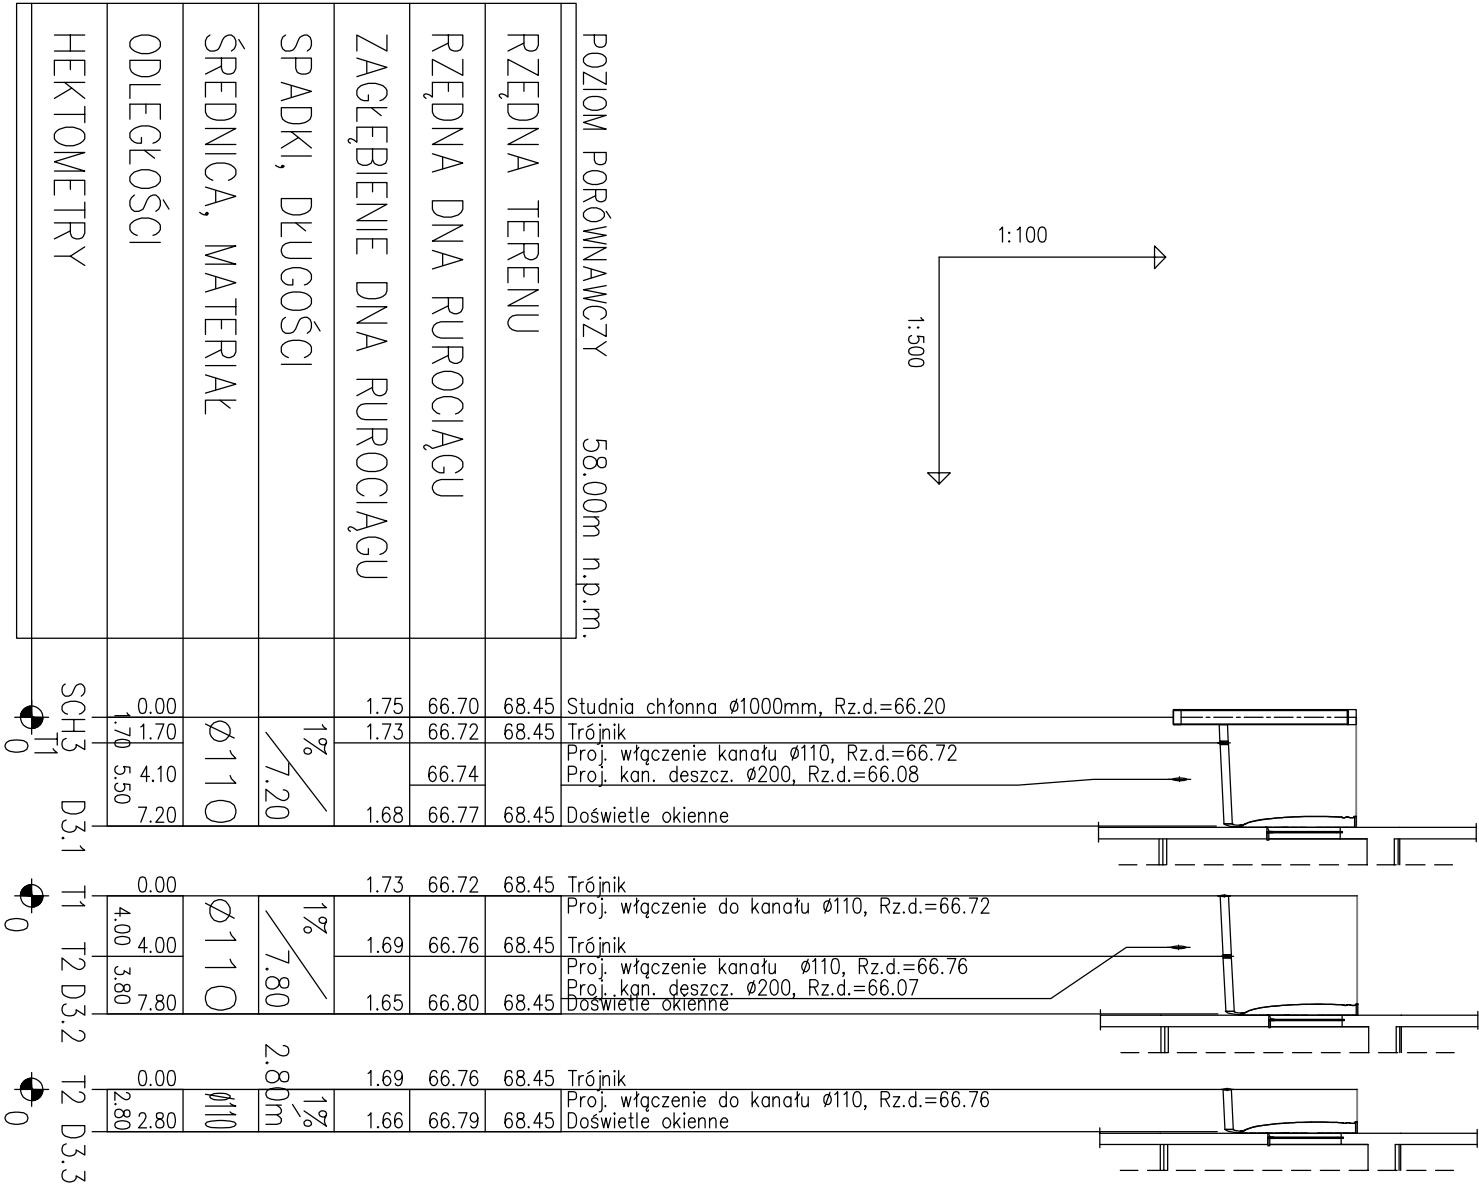 POZIOM PORÓWNAWCZY 58.00m n.p.m.
RZĘDNA TERENU
RZĘDNA DNA RUROCIĄGU
ZAGŁĘBIENIE DNA RUROCIĄGU
SPADKI, DŁUGOŚCI
ŚREDNICA, MATERIAŁ
ODLEGŁOŚCI
HEKTOMETRY
1:100
1:500
0.00 1.75 66.70 68.45 Studnia chłonna Ø1000mm, Rz.d.=66.20
1.70 1.73 66.72 68.45 Trójnik
Proj. włączenie kanału Ø110, Rz.d.=66.72
4.10 66.74 Proj. kan. deszcz. Ø200, Rz.d.=66.08
7.20 1.68 66.77 68.45 Doświetle okienne
1% 7.20
Ø110
1.70 5.50
SCH3 T1 D3.1
0
0.00 1.73 66.72 68.45 Trójnik
Proj. włączenie do kanału Ø110, Rz.d.=66.72
4.00 1.69 66.76 68.45 Trójnik
Proj. włączenie kanału Ø110, Rz.d.=66.76
Proj. kan. deszcz. Ø200, Rz.d.=66.07
7.80 1.65 66.80 68.45 Doświetle okienne
1% 7.80
Ø110
4.00 3.80
T1 T2 D3.2
0
0.00 1.69 66.76 68.45 Trójnik
Proj. włączenie do kanału Ø110, Rz.d.=66.76
2.80 1.66 66.79 68.45 Doświetle okienne
1%
2.80m
Ø110
2.80
T2 D3.3
0